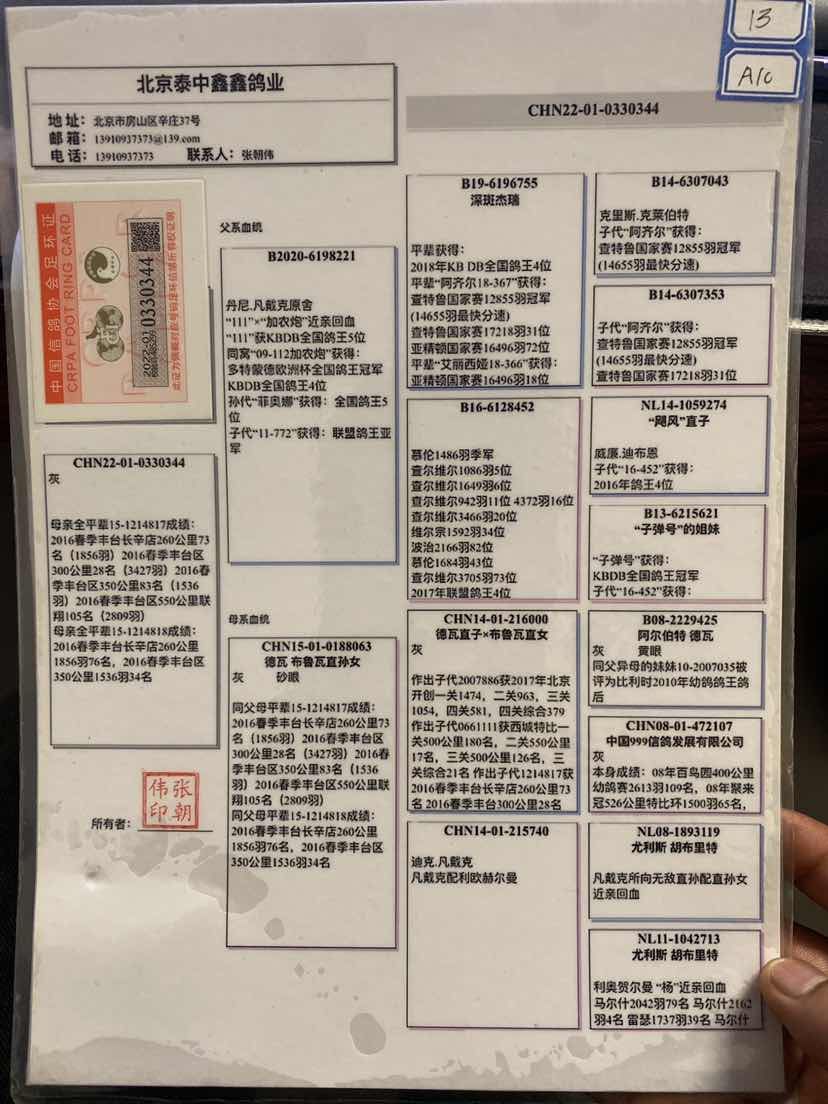 13
A10
北京泰中鑫鑫鸽业
地址：北京市房山区辛庄37号
邮箱：13910937373@139.com
电话：13910937373 联系人：张朝伟
CHN22-01-0330344
中国信鸽协会足环证
CRPA FOOT RING CARD
2022-01
0330344
父系血统
B2020-6198221
丹尼.凡戴克原舍
“111”×“加农炮”近亲回血
“111”获KBDB全国鸽王5位
同窝“09-112加农炮”获得：
多特蒙德欧洲杯全国鸽王冠军
KBDB全国鸽王4位
孙代“菲奥娜”获得：全国鸽王5
位
子代“11-772”获得：联盟鸽王亚
军
CHN22-01-0330344
灰
母亲全平辈15-1214817成绩：
2016春季丰台长辛店260公里73
名（1856羽）2016春季丰台区
300公里28名（3427羽）2016春
季丰台区350公里83名（1536
羽）2016春季丰台区550公里联
翔105名（2809羽）
母亲全平辈15-1214818成绩：
2016春季丰台长辛店260公里
1856羽76名，2016春季丰台区
350公里1536羽34名
所有者：
张朝伟印
母系血统
CHN15-01-0188063
德瓦 布鲁瓦直孙女
灰 砂眼
同父母平辈15-1214817成绩：
2016春季丰台长辛店260公里73
名（1856羽）2016春季丰台区
300公里28名（3427羽）2016春
季丰台区350公里83名（1536
羽）2016春季丰台区550公里联
翔105名（2809羽）
同父母平辈15-1214818成绩：
2016春季丰台长辛店260公里
1856羽76名，2016春季丰台区
350公里1536羽34名
B19-6196755
深斑杰瑞
平辈获得：
2018年KB DB全国鸽王4位
平辈“阿齐尔18-367”获得：
查特鲁国家赛12855羽冠军
(14655羽最快分速)
查特鲁国家赛17218羽31位
亚精顿国家赛16496羽72位
平辈“艾丽西娅18-366”获得：
亚精顿国家赛16496羽18位
B16-6128452
慕伦1486羽季军
查尔维尔1086羽5位
查尔维尔1649羽6位
查尔维尔942羽11位 4372羽16位
查尔维尔3466羽20位
维尔宗1592羽34位
波治2166羽82位
慕伦1684羽43位
查尔维尔3705羽73位
2017年联盟鸽王4位
CHN14-01-216000
德瓦直子×布鲁瓦直女
灰
作出子代2007886获2017年北京
开创一关1474，二关963，三关
1054，四关581，四关综合379
作出子代0661111获西城特比一
关500公里180名，二关550公里
17名，三关500公里126名，三
关综合21名 作出子代1214817获
2016春季丰台长辛店260公里73
名 2016春季丰台300公里28名
CHN14-01-215740
迪克.凡戴克
凡戴克配利欧赫尔曼
B14-6307043
克里斯.克莱伯特
子代“阿齐尔”获得：
查特鲁国家赛12855羽冠军
(14655羽最快分速)
B14-6307353
子代“阿齐尔”获得：
查特鲁国家赛12855羽冠军
(14655羽最快分速)
查特鲁国家赛17218羽31位
NL14-1059274
“飓风”直子
威廉.迪布恩
子代“16-452”获得：
2016年鸽王4位
B13-6215621
“子弹号”的姐妹
“子弹号”获得：
KBDB全国鸽王冠军
子代“16-452”获得：
B08-2229425
阿尔伯特 德瓦
灰 黄眼
同父异母的妹妹10-2007035被
评为比利时2010年幼鸽鸽王鸽
后
CHN08-01-472107
中国999信鸽发展有限公司
灰
本身成绩：08年百鸟园400公里
幼鸽赛2613羽109名，08年聚来
冠526公里特比环1500羽65名，
NL08-1893119
尤利斯 胡布里特
凡戴克所向无敌直孙配直孙女
近亲回血
NL11-1042713
尤利斯 胡布里特
利奥贺尔曼 “杨”近亲回血
马尔什2042羽79名 马尔什2162
羽4名 雷瑟1737羽39名 马尔什